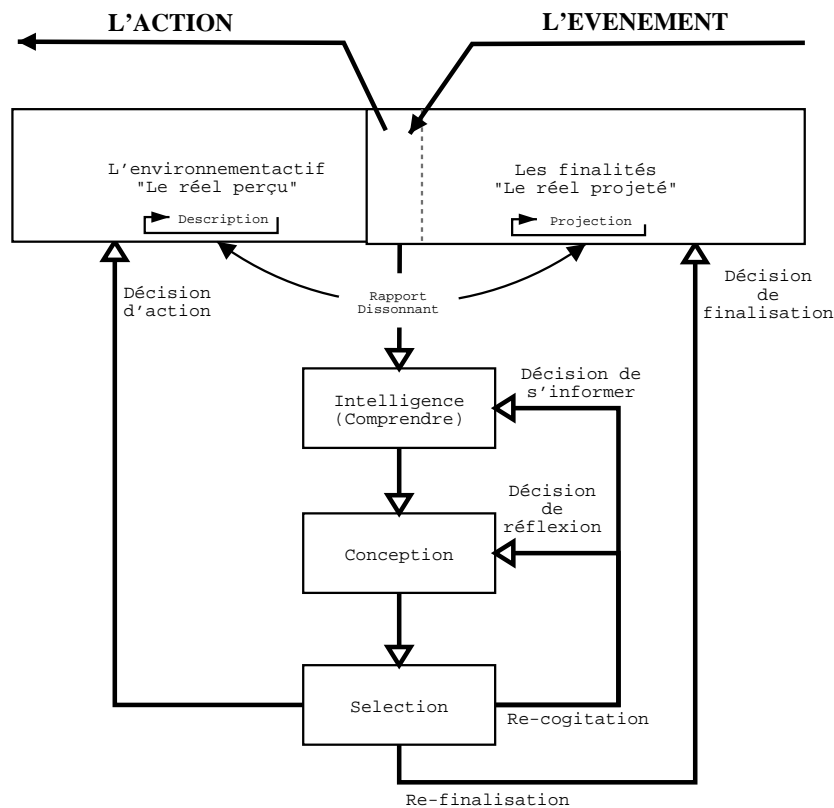 L'ACTION
L'EVENEMENT
L'environnementactif
"Le réel perçu"
Description
Les finalités
"Le réel projeté"
Projection
Décision
d'action
Rapport
Dissonnant
Décision
de
finalisation
Intelligence
(Comprendre)
Décision de
s'informer
Décision
de
réflexion
Conception
Selection
Re-cogitation
Re-finalisation